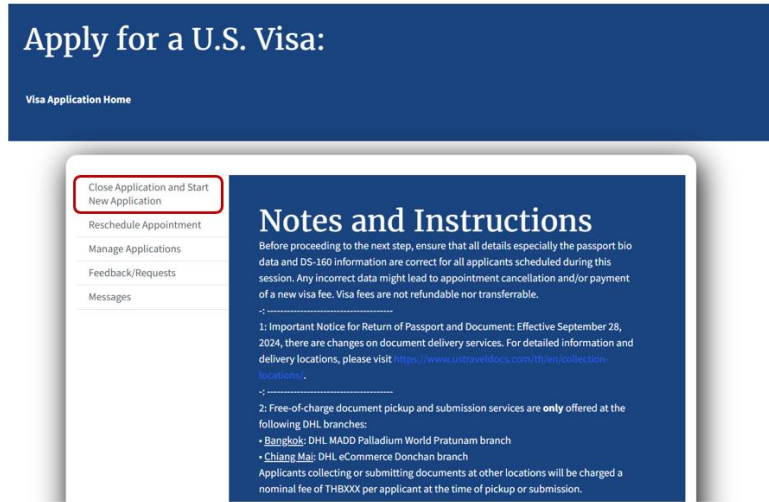 Apply for a U.S. Visa:
Visa Application Home
Close Application and Start
New Application
Reschedule Appointment
Manage Applications
Feedback/Requests
Messages
Notes and Instructions
Before proceeding to the next step, ensure that all details especially the passport bio
data and DS-160 information are correct for all applicants scheduled during this
session. Any incorrect data might lead to appointment cancellation and/or payment
of a new visa fee. Visa fees are not refundable nor transferrable.
-: --------------------------------------
1: Important Notice for Return of Passport and Document: Effective September 28,
2024, there are changes on document delivery services. For detailed information and
delivery locations, please visit https://www.ustraveldocs.com/th/en/collection-
locations/.
-: --------------------------------------
2: Free-of-charge document pickup and submission services are only offered at the
following DHL branches:
• Bangkok: DHL MADD Palladium World Pratunam branch
• Chiang Mai: DHL eCommerce Donchan branch
Applicants collecting or submitting documents at other locations will be charged a
nominal fee of THBXXX per applicant at the time of pickup or submission.